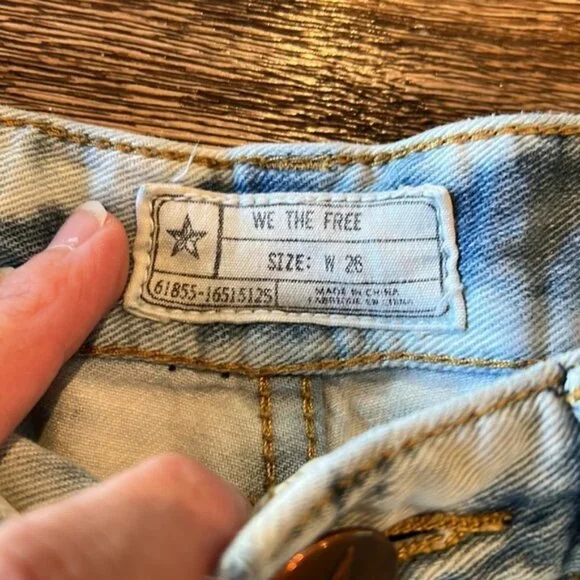 WE THE FREE
SIZE: W 26
61855-16515125
MADE IN CHINA